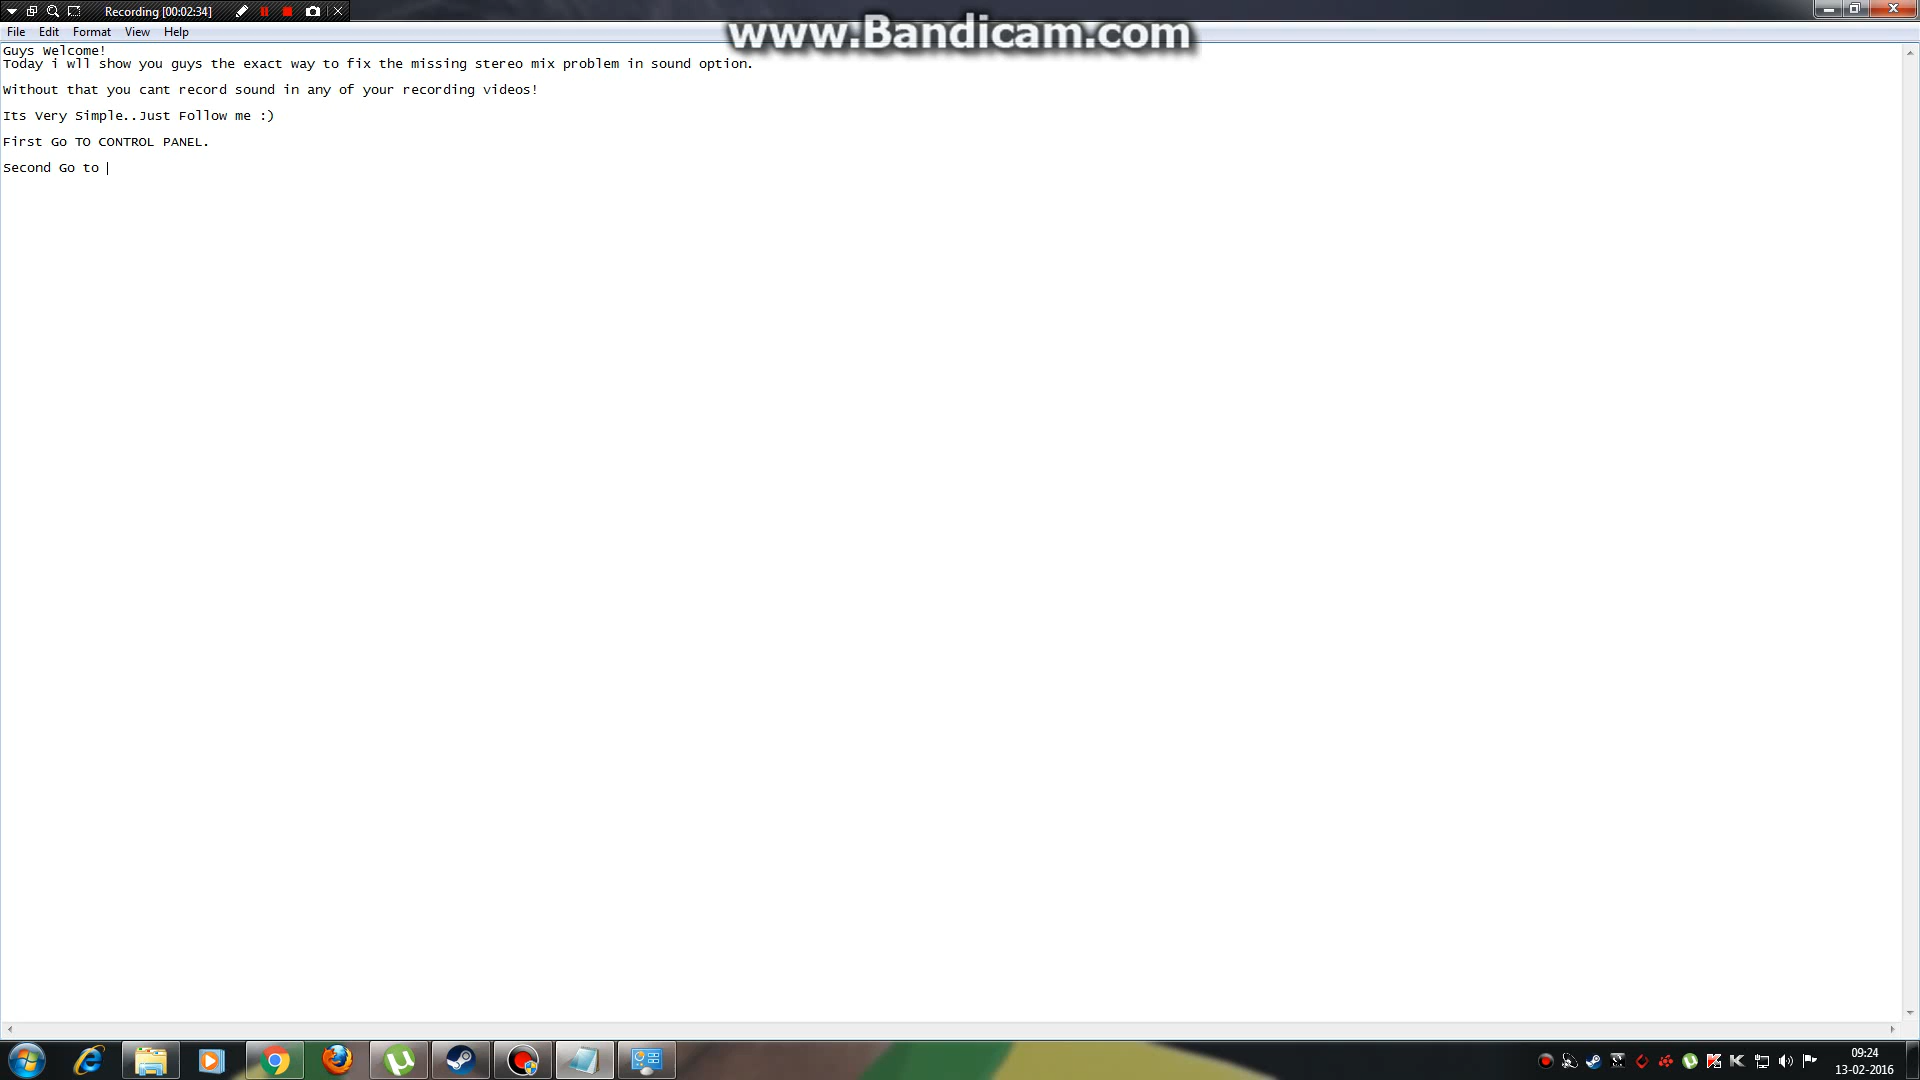 Recording [00:02:34]
www.Bandicam.com
File Edit Format View Help
Guys Welcome!
Today i wll show you guys the exact way to fix the missing stereo mix problem in sound option.
Without that you cant record sound in any of your recording videos!
Its Very Simple..Just Follow me :)
First Go TO CONTROL PANEL.
Second Go to
09:24
13-02-2016